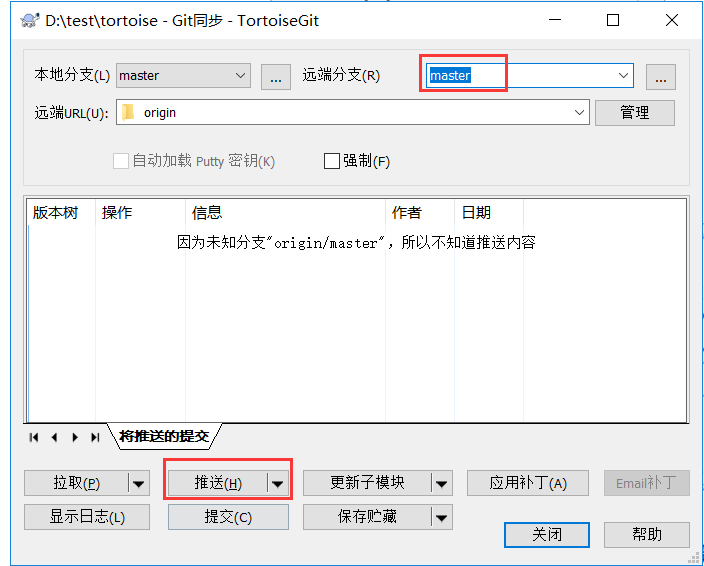 D:\test\tortoise - Git同步 - TortoiseGit
本地分支(L) master ... 远端分支(R) master ...
远端URL(U): origin 管理
自动加载 Putty 密钥(K) 强制(F)
版本树 操作 信息 作者 日期
因为未知分支"origin/master", 所以不知道推送内容
将推送的提交
拉取(P) 推送(H) 更新子模块 应用补丁(A) Email补丁
显示日志(L) 提交(C) 保存贮藏
关闭 帮助